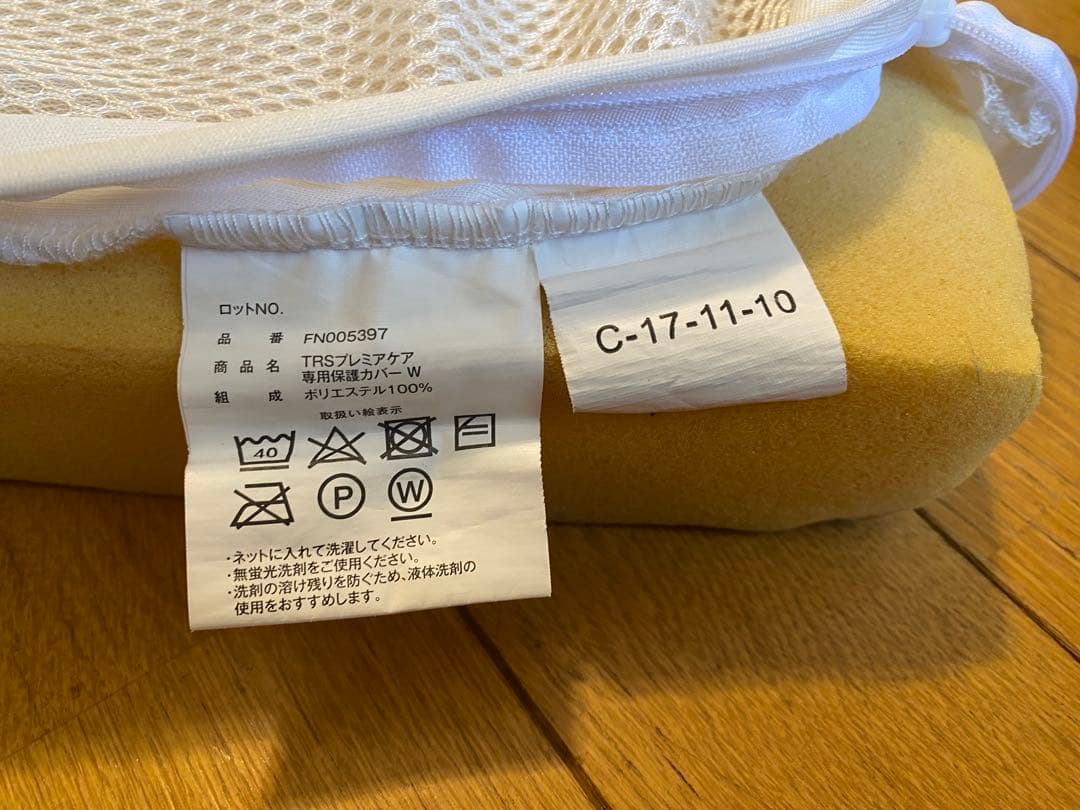 ロットNO.
品 番 FN005397
商 品 名 TRSプレミアケア
専用保護カバー W
組 成 ポリエステル100%
取扱い絵表示
40
P W
・ネットに入れて洗濯してください。
・無蛍光洗剤をご使用ください。
・洗剤の溶け残りを防ぐため、液体洗剤の
使用をおすすめします。
C-17-11-10